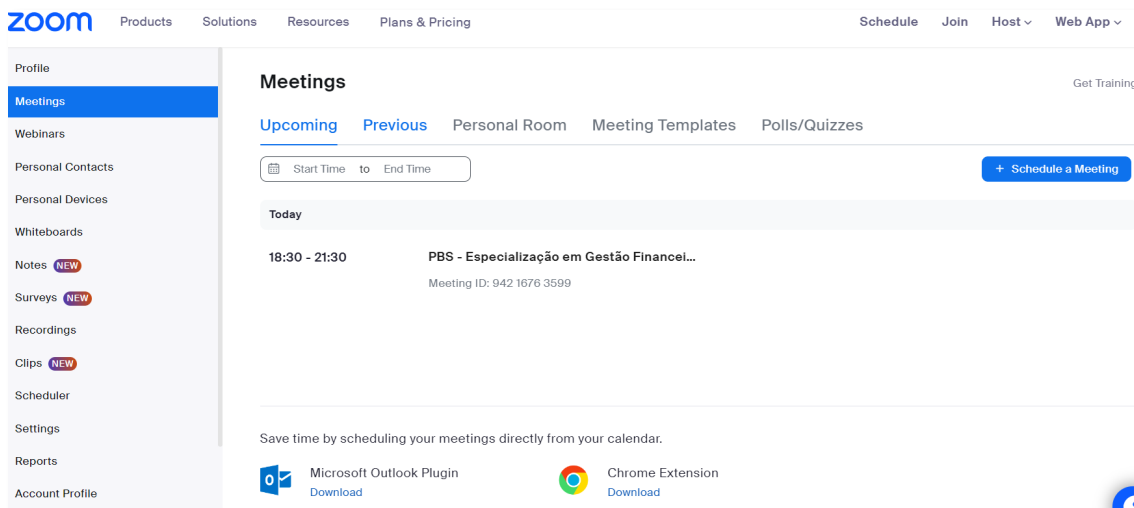 zoom Products Solutions Resources Plans & Pricing Schedule Join Host Web App
Profile
Meetings
Webinars
Personal Contacts
Personal Devices
Whiteboards
Notes NEW
Surveys NEW
Recordings
Clips NEW
Scheduler
Settings
Reports
Account Profile
Meetings
Get Training
Upcoming Previous Personal Room Meeting Templates Polls/Quizzes
Start Time to End Time
+ Schedule a Meeting
Today
18:30 - 21:30 PBS - Especialização em Gestão Financei...
Meeting ID: 942 1676 3599
Save time by scheduling your meetings directly from your calendar.
Microsoft Outlook Plugin
Download
Chrome Extension
Download